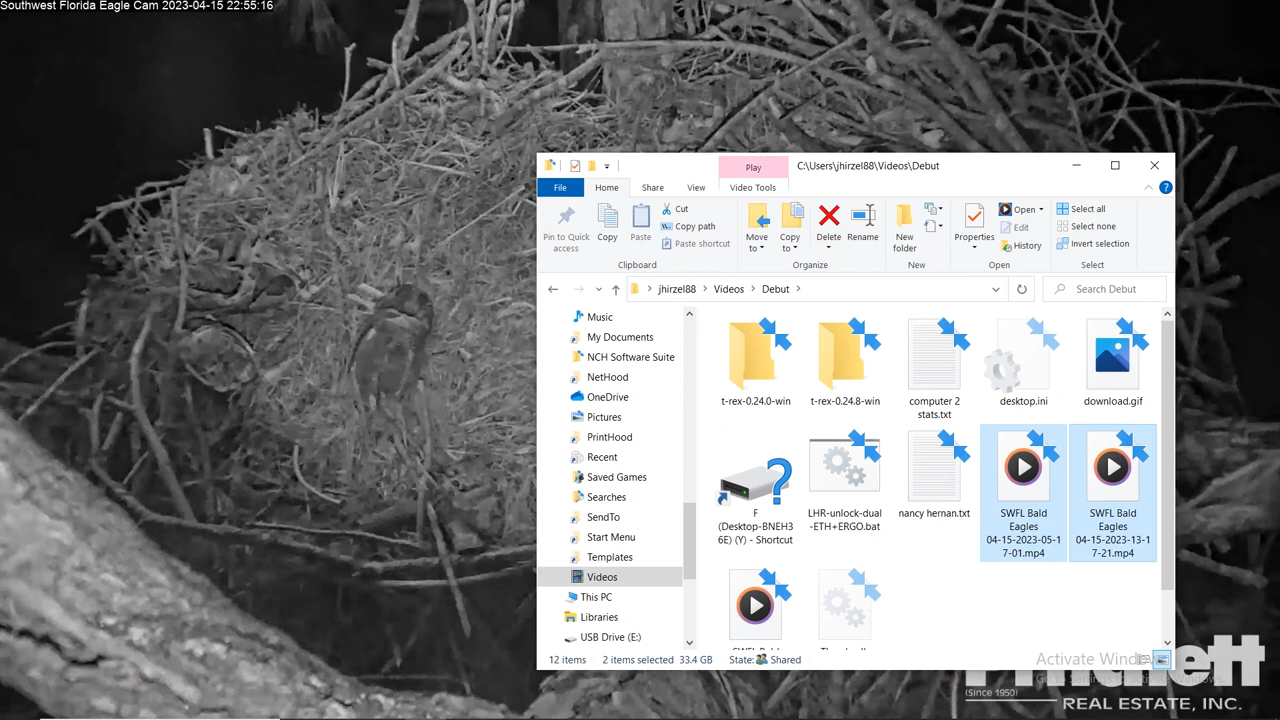 Southwest Florida Eagle Cam 2023-04-15 22:55:16
Play
C:\Users\jhirzel88\Videos\Debut
File
Home
Share
View
Video Tools
Pin to Quick
access
Copy
Paste
Cut
Copy path
Paste shortcut
Move
to
Copy
to
Delete
Rename
New
folder
Properties
Open
Edit
History
Select all
Select none
Invert selection
Clipboard
Organize
New
Open
Select
jhirzel88
Videos
Debut
Search Debut
Music
My Documents
NCH Software Suite
NetHood
OneDrive
Pictures
PrintHood
Recent
Saved Games
Searches
SendTo
Start Menu
Templates
Videos
This PC
Libraries
USB Drive (E:)
t-rex-0.24.0-win
t-rex-0.24.8-win
computer 2
stats.txt
desktop.ini
download.gif
F
(Desktop-BNEH3
6E) (Y) - Shortcut
LHR-unlock-dual
-ETH+ERGO.bat
nancy hernan.txt
SWFL Bald
Eagles
04-15-2023-05-1
7-01.mp4
SWFL Bald
Eagles
04-15-2023-13-1
7-21.mp4
12 items
2 items selected
33.4 GB
State:
Shared
(Since 1950)
REAL ESTATE, INC.